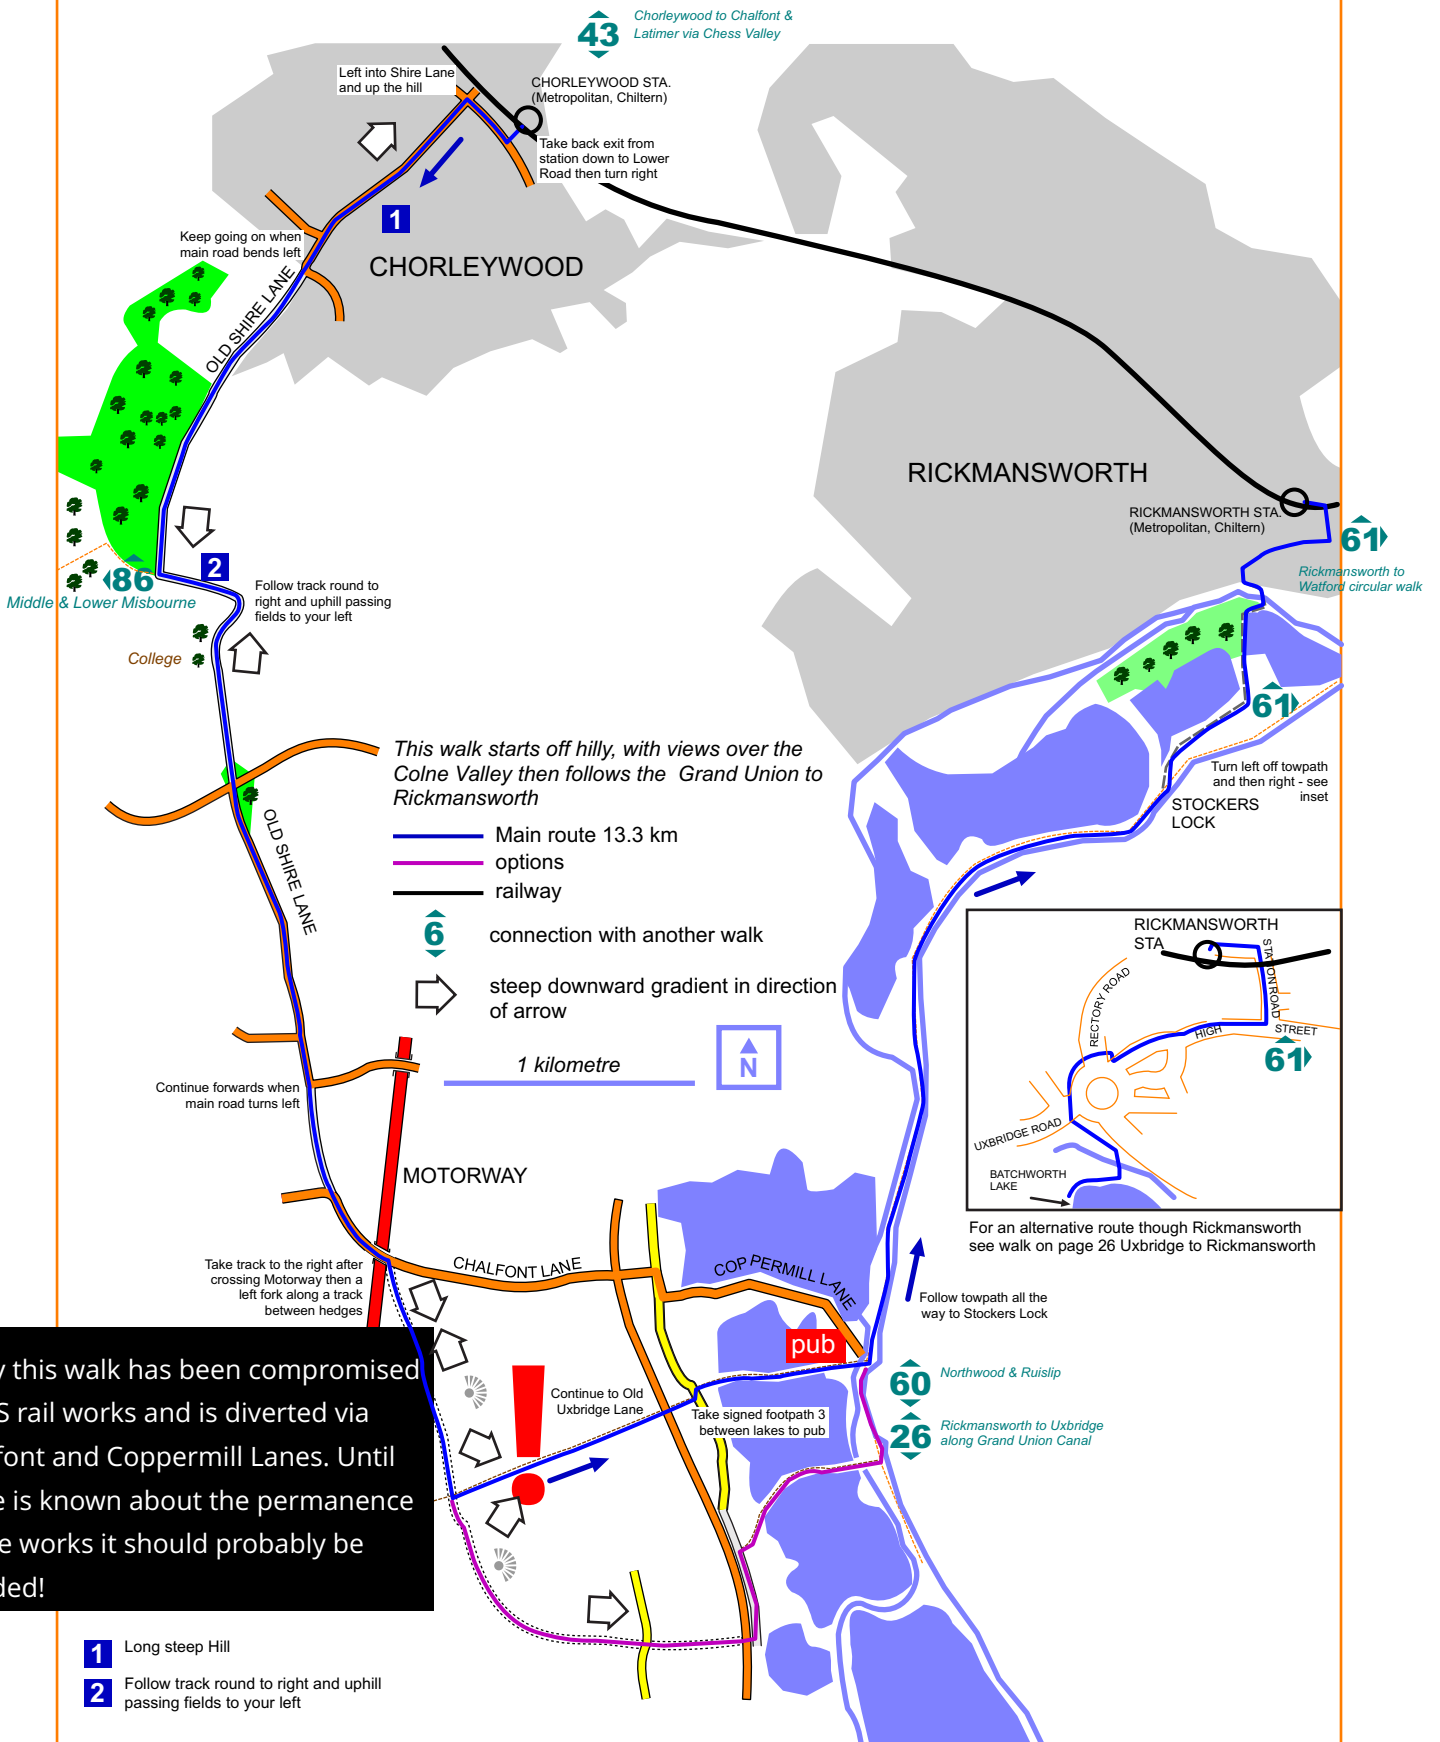 43
Chorleywood to Chalfont &
Latimer via Chess Valley
Left into Shire Lane
and up the hill
CHORLEYWOOD STA.
(Metropolitan, Chiltern)
Take back exit from
station down to Lower
Road then turn right
1
Keep going on when
main road bends left
CHORLEYWOOD
OLD SHIRE LANE
RICKMANSWORTH
RICKMANSWORTH STA.
(Metropolitan, Chiltern)
61
Rickmansworth to
Watford circular walk
2
86
Middle & Lower Misbourne
Follow track round to
right and uphill passing
fields to your left
College
61
Turn left off towpath
and then right - see
inset
STOCKERS
LOCK
This walk starts off hilly, with views over the
Colne Valley then follows the Grand Union to
Rickmansworth
Main route 13.3 km
options
railway
6
connection with another walk
steep downward gradient in direction
of arrow
1 kilometre
N
OLD SHIRE LANE
RICKMANSWORTH
STA
STATION ROAD
RECTORY ROAD
HIGH
STREET
61
UXBRIDGE ROAD
BATCHWORTH
LAKE
For an alternative route though Rickmansworth
see walk on page 26 Uxbridge to Rickmansworth
Continue forwards when
main road turns left
MOTORWAY
Take track to the right after
crossing Motorway then a
left fork along a track
between hedges
CHALFONT LANE
COPPERMILL LANE
Follow towpath all the
way to Stockers Lock
pub
60
Northwood & Ruislip
26
Rickmansworth to Uxbridge
along Grand Union Canal
Continue to Old
Uxbridge Lane
Take signed footpath 3
between lakes to pub
y this walk has been compromised
S rail works and is diverted via
font and Coppermill Lanes. Until
e is known about the permanence
e works it should probably be
ded!
1
Long steep Hill
2
Follow track round to right and uphill
passing fields to your left